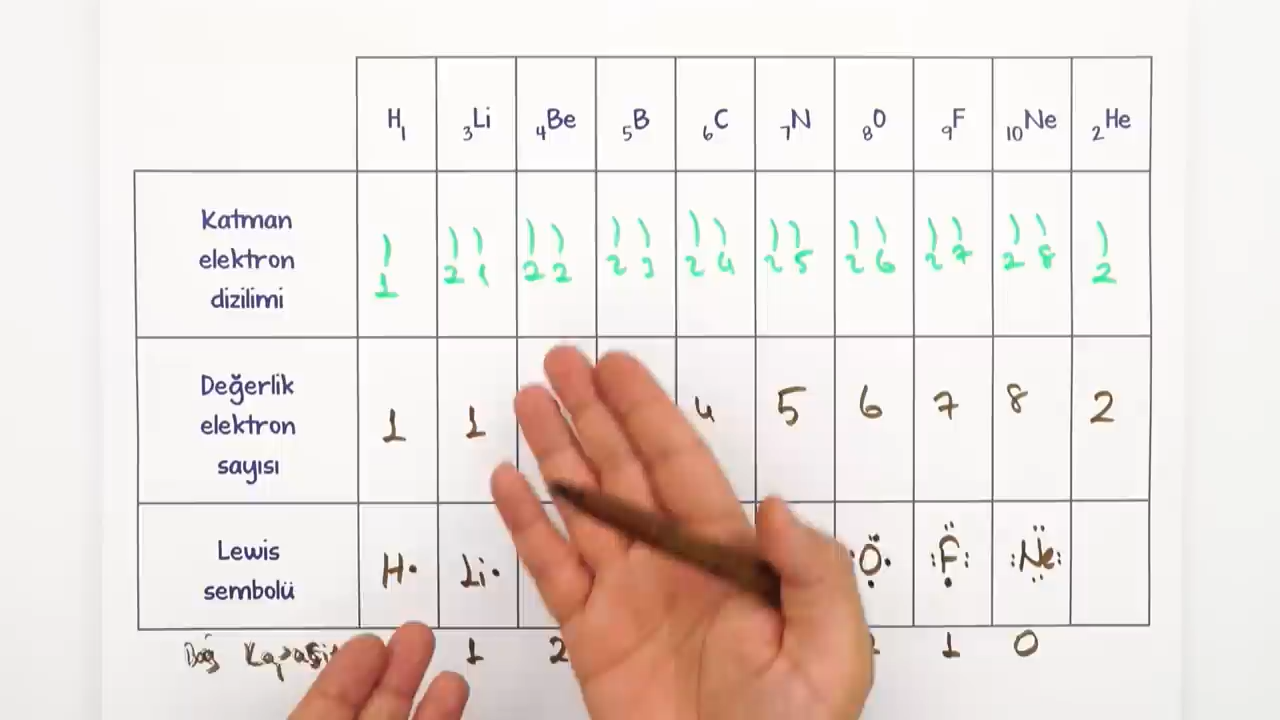 H₁ ₃Li ₄Be ₅B ₆C ₇N ₈O ₉F ₁₀Ne ₂He
Katman elektron dizilimi
) )) )) )) )) )) )) )) )) )
1 2 1 2 2 2 3 2 4 2 5 2 6 2 7 2 8 2
Değerlik elektron sayısı
1 1 4 5 6 7 8 2
Lewis sembolü
H· Li· :Ö· :F̈: :N̈e:
Bağ 1 2 1 0